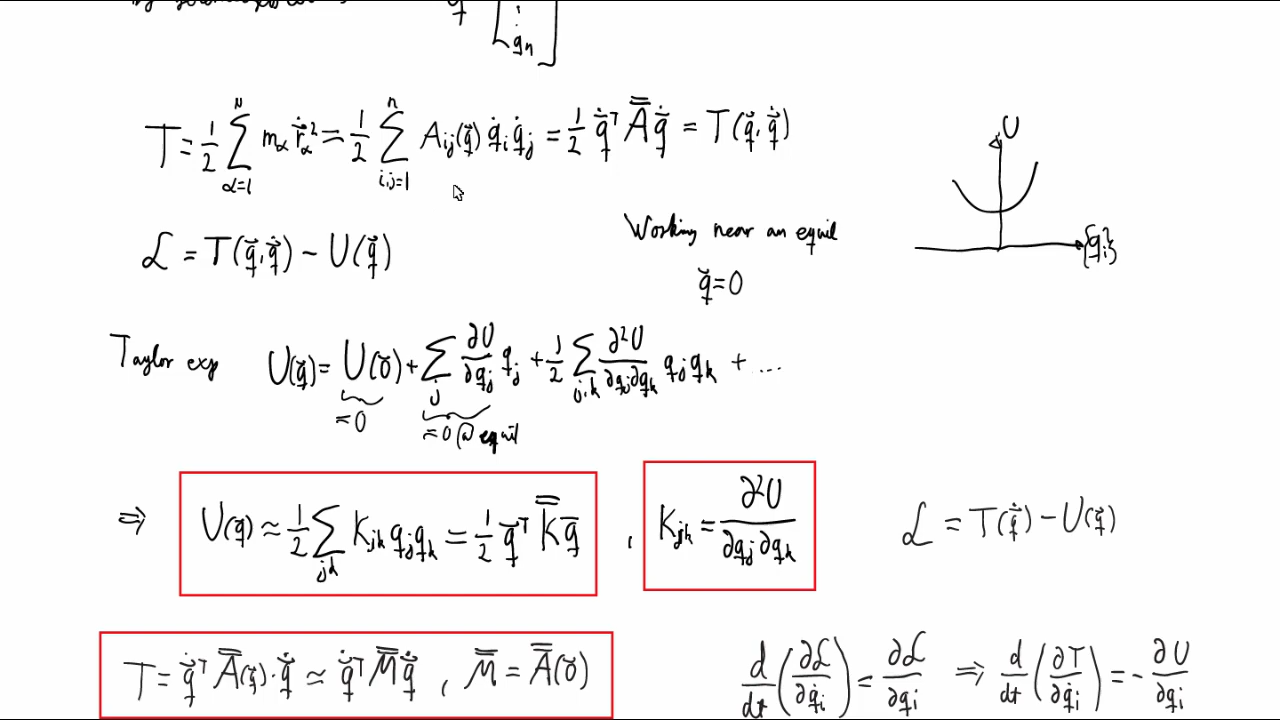 by
q
⋮
qₙ
T = 1/2 Σ_{α=1}^{N} m_α ṙ_α² = 1/2 Σ_{i,j=1}^{n} A_ij(q̆) q̇_i q̇_j = 1/2 q̇ᵀ A̿ q̇ = T(q̆, q̆̇)
U
{q_i}
ℒ = T(q̆, q̆̇) − U(q̆)
Working near an equil
q̆ = 0
Taylor exp U(q̆) = U(0̆) + Σ_j ∂U/∂q_j q_j + 1/2 Σ_{j,k} ∂²U/∂q_j∂q_k q_j q_k + ...
=0
=0 @ equil
⇒ U(q̆) ≈ 1/2 Σ_{jk} K_jk q_j q_k = 1/2 q̆ᵀ K̿ q̄ , K_jk = ∂²U/∂q_j∂q_k
ℒ = T(q̆̇) − U(q̆)
T = q̆̇ᵀ A̿(q̆)·q̆̇ ≃ q̆̇ᵀ M̿ q̆̇ , M̿ = A̿(0̆)
d/dt (∂ℒ/∂q̇_i) = ∂ℒ/∂q_i ⇒ d/dt (∂T/∂q̇_i) = − ∂U/∂q_i